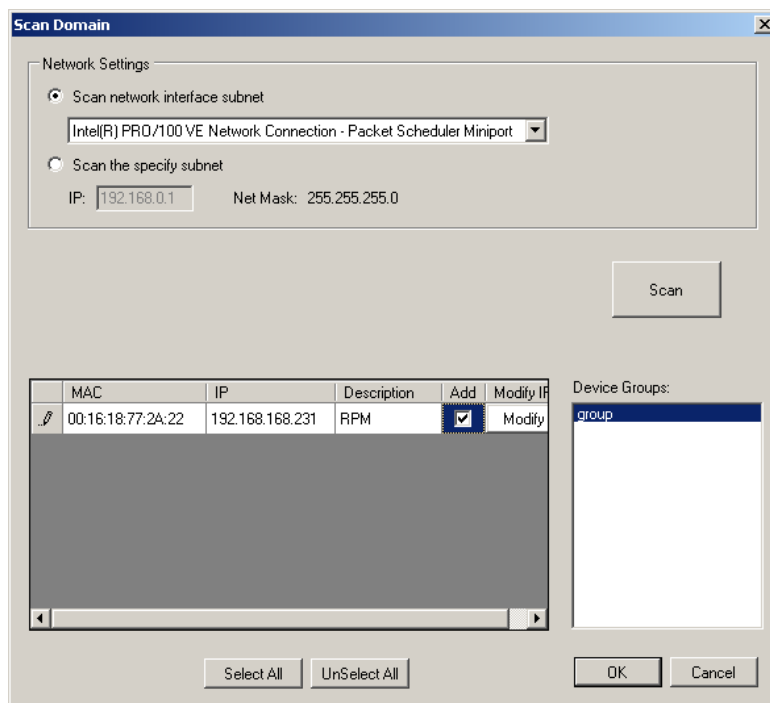 Scan Domain
Network Settings
Scan network interface subnet
Intel(R) PRO/100 VE Network Connection - Packet Scheduler Miniport
Scan the specify subnet
IP: 192.168.0.1 Net Mask: 255.255.255.0
Scan
MAC IP Description Add Modify IP
00:16:18:77:2A:22 192.168.168.231 RPM Modify
Device Groups:
group
Select All UnSelect All OK Cancel